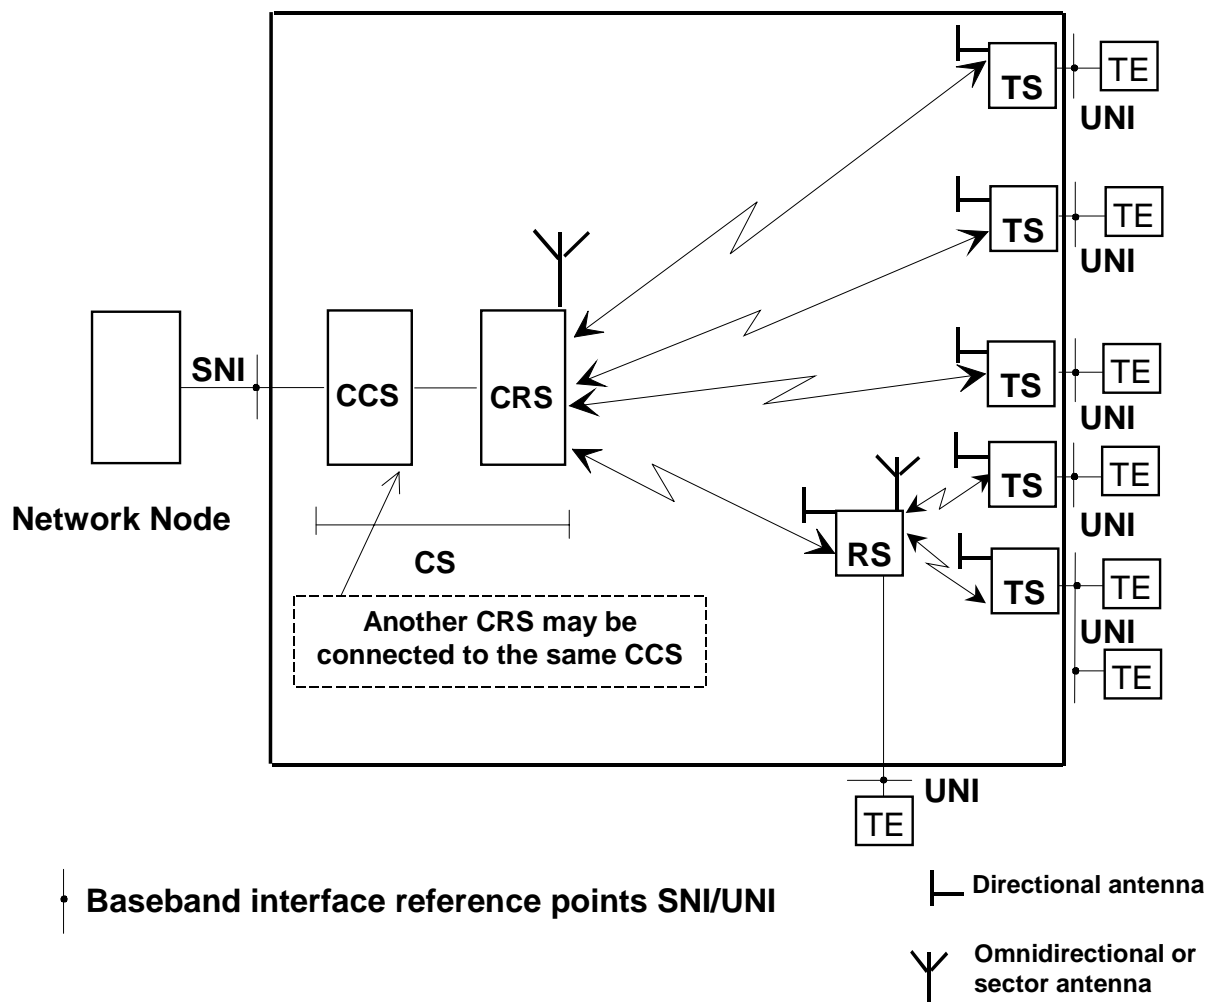 TS
TE
UNI
TS
TE
UNI
SNI
CCS
CRS
TS
TE
UNI
Network Node
TS
TE
UNI
CS
RS
TS
TE
UNI
Another CRS may be
connected to the same CCS
TE
UNI
TE
Baseband interface reference points SNI/UNI
Directional antenna
Omnidirectional or
sector antenna